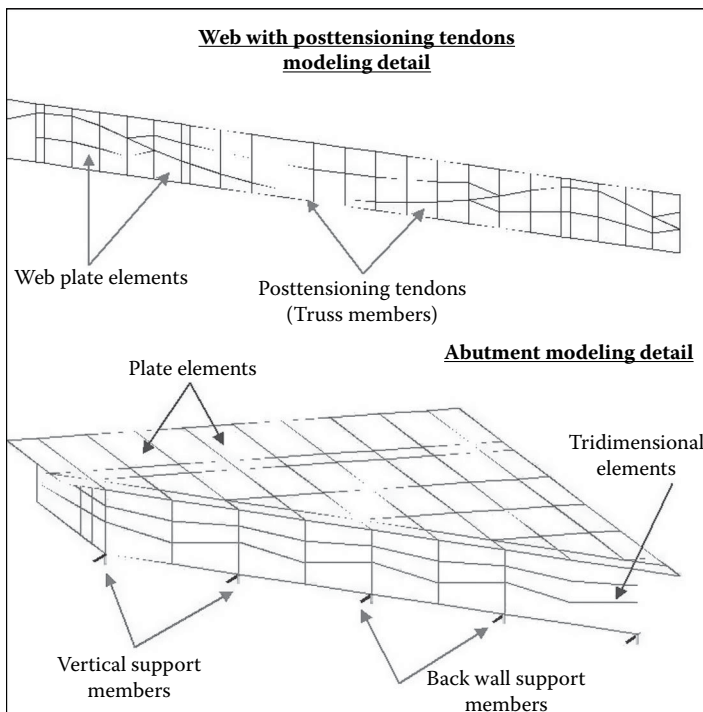 Web with posttensioning tendons
modeling detail
Web plate elements
Posttensioning tendons
(Truss members)
Abutment modeling detail
Plate elements
Tridimensional
elements
Vertical support
members
Back wall support
members